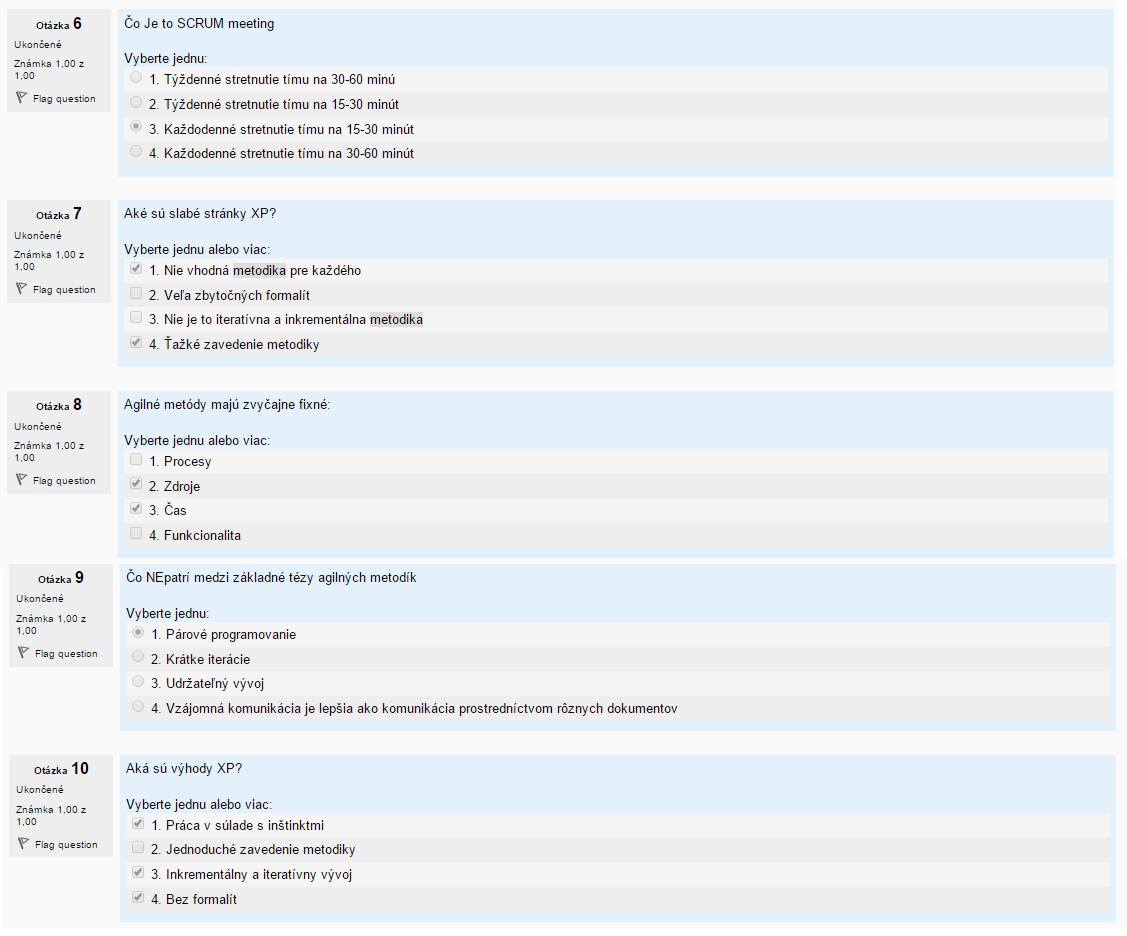 Otázka 6
Ukončené
Známka 1,00 z
1,00
Flag question
Čo Je to SCRUM meeting
Vyberte jednu:
1. Týždenné stretnutie tímu na 30-60 minú
2. Týždenné stretnutie tímu na 15-30 minút
3. Každodenné stretnutie tímu na 15-30 minút
4. Každodenné stretnutie tímu na 30-60 minút
Otázka 7
Ukončené
Známka 1,00 z
1,00
Flag question
Aké sú slabé stránky XP?
Vyberte jednu alebo viac:
1. Nie vhodná metodika pre každého
2. Veľa zbytočných formalít
3. Nie je to iteratívna a inkrementálna metodika
4. Ťažké zavedenie metodiky
Otázka 8
Ukončené
Známka 1,00 z
1,00
Flag question
Agilné metódy majú zvyčajne fixné:
Vyberte jednu alebo viac:
1. Procesy
2. Zdroje
3. Čas
4. Funkcionalita
Otázka 9
Ukončené
Známka 1,00 z
1,00
Flag question
Čo NEpatrí medzi základné tézy agilných metodík
Vyberte jednu:
1. Párové programovanie
2. Krátke iterácie
3. Udržateľný vývoj
4. Vzájomná komunikácia je lepšia ako komunikácia prostredníctvom rôznych dokumentov
Otázka 10
Ukončené
Známka 1,00 z
1,00
Flag question
Aká sú výhody XP?
Vyberte jednu alebo viac:
1. Práca v súlade s inštinktmi
2. Jednoduché zavedenie metodiky
3. Inkrementálny a iteratívny vývoj
4. Bez formalít